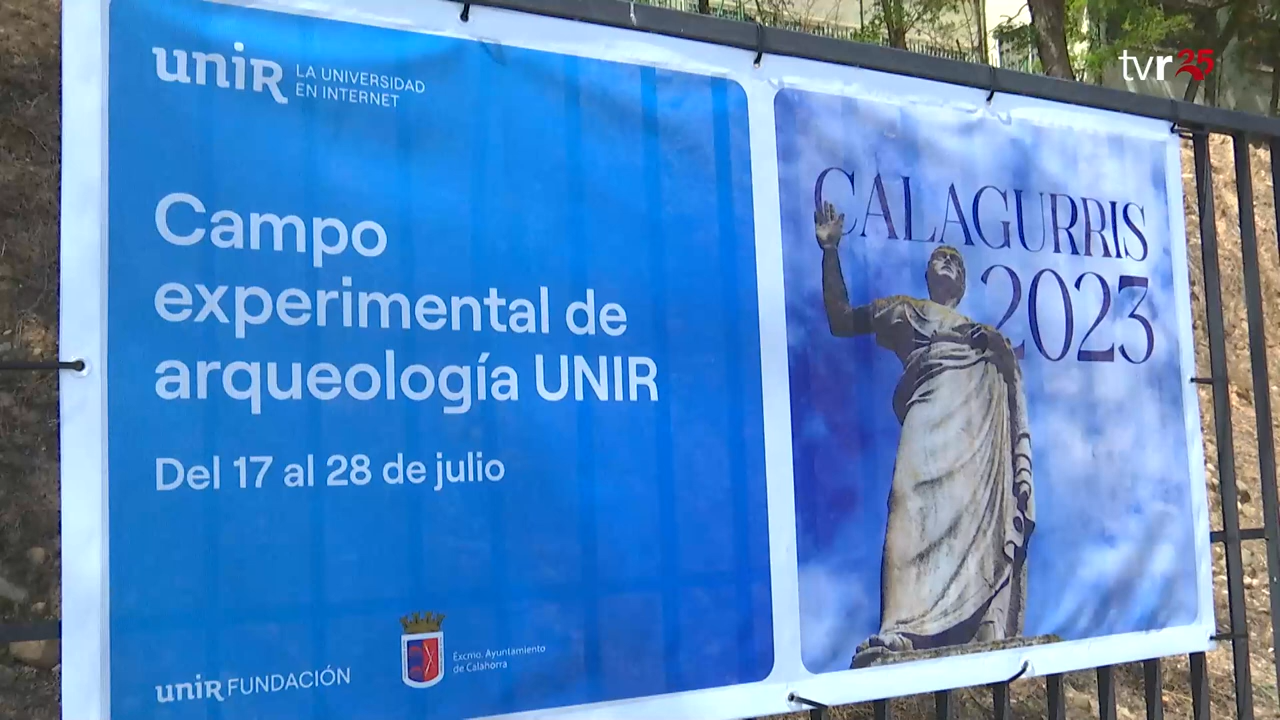 unir LA UNIVERSIDAD
EN INTERNET
Campo
experimental de
arqueología UNIR
Del 17 al 28 de julio
unir FUNDACIÓN
Excmo. Ayuntamiento
de Calahorra
CALAGURRIS
2023
tvr25